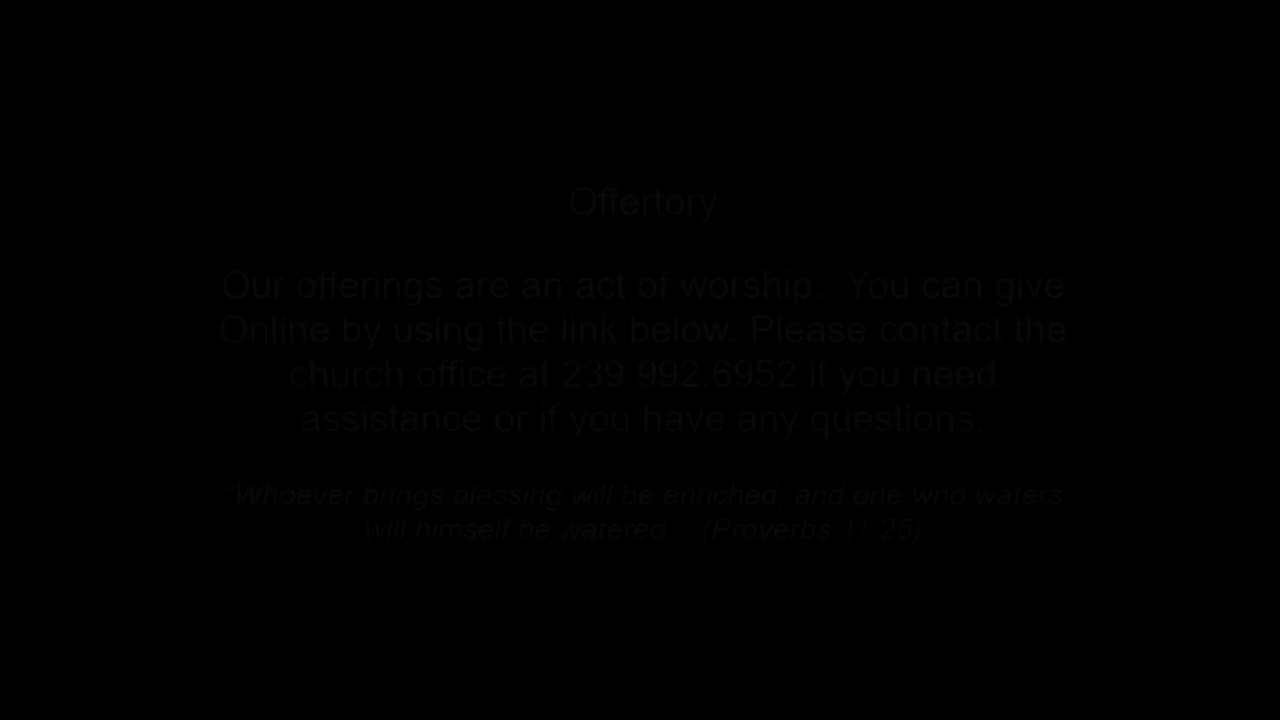 Offertory
Our offerings are an act of worship.  You can give
Online by using the link below. Please contact the
church office at 239.992.6952 if you need
assistance or if you have any questions.
"Whoever brings blessing will be enriched, and one who waters
will himself be watered."  (Proverbs 11:25)